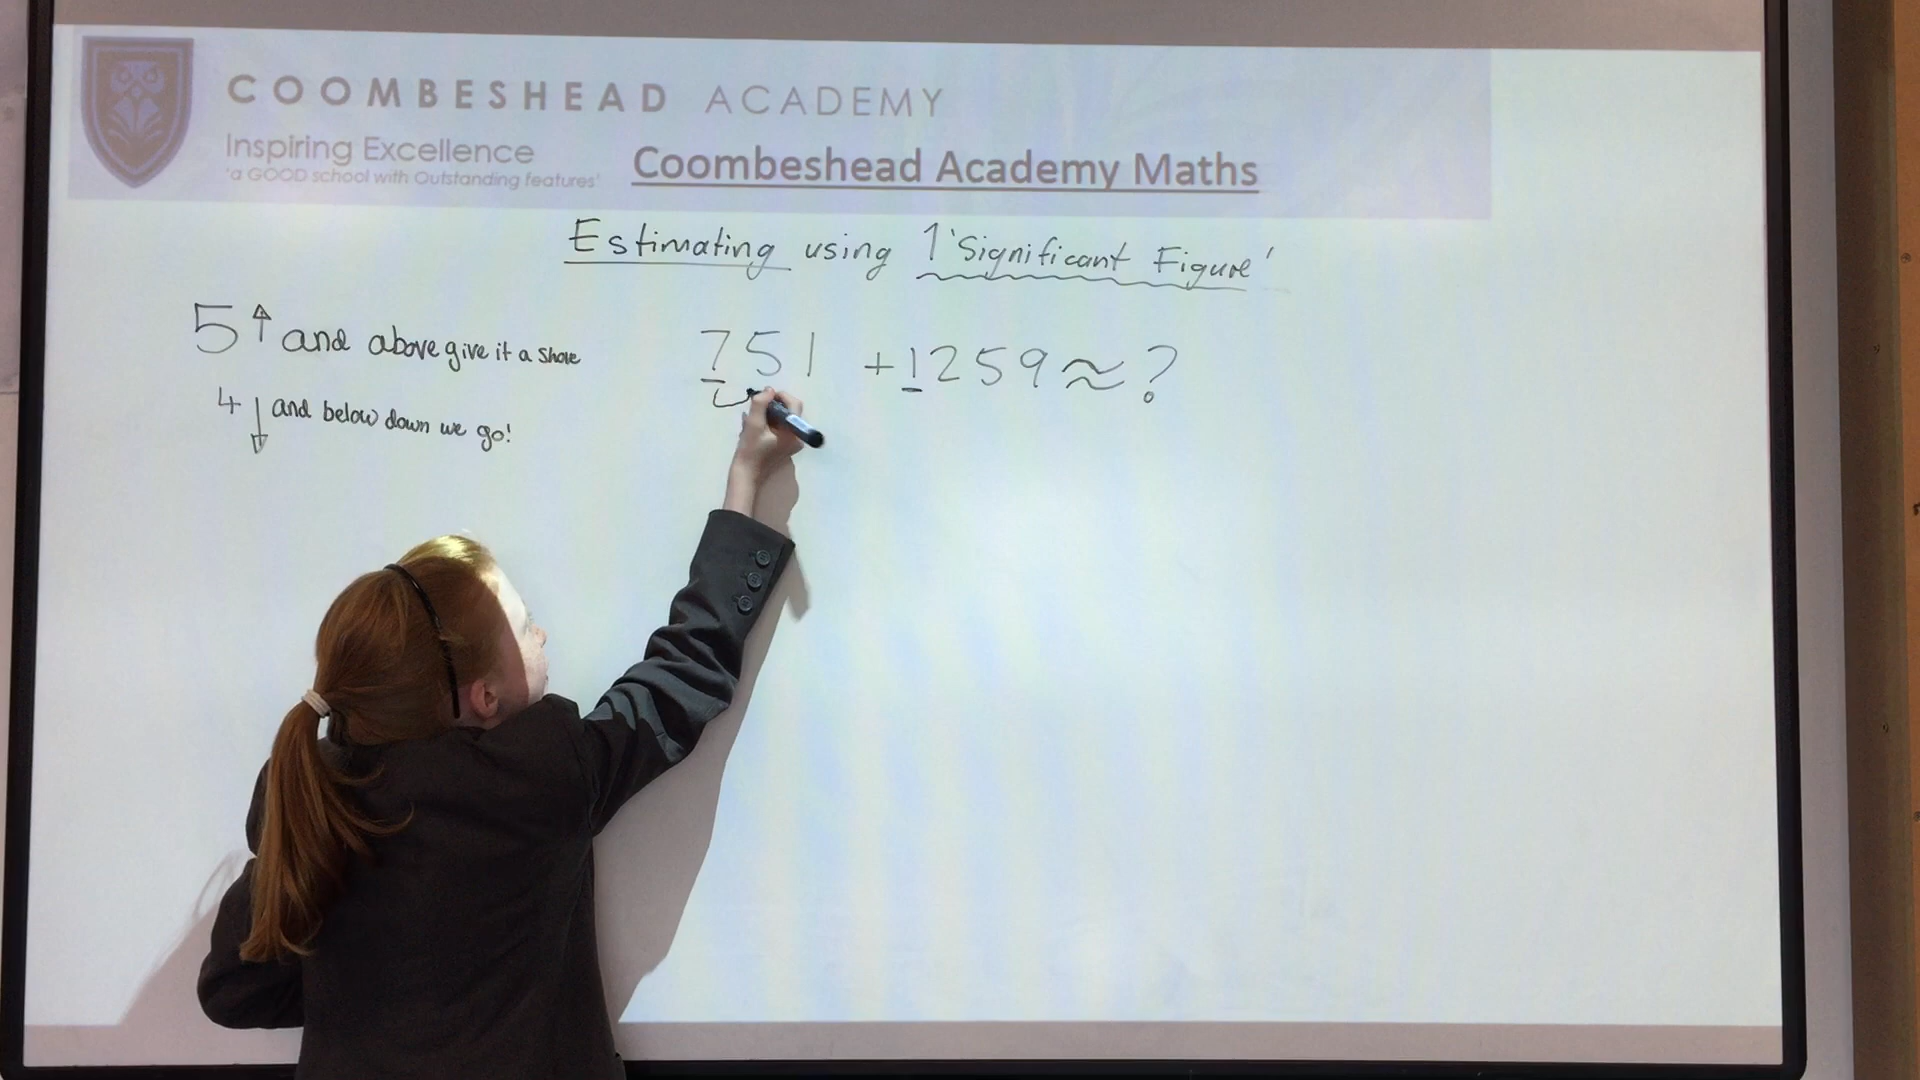 COOMBESHEAD ACADEMY
Inspiring Excellence
'a GOOD school with Outstanding features'
Coombeshead Academy Maths
Estimating using 1 'Significant Figure'
5↑ and above give it a shove
4↓ and below down we go!
751 + 1259 ≈ ?